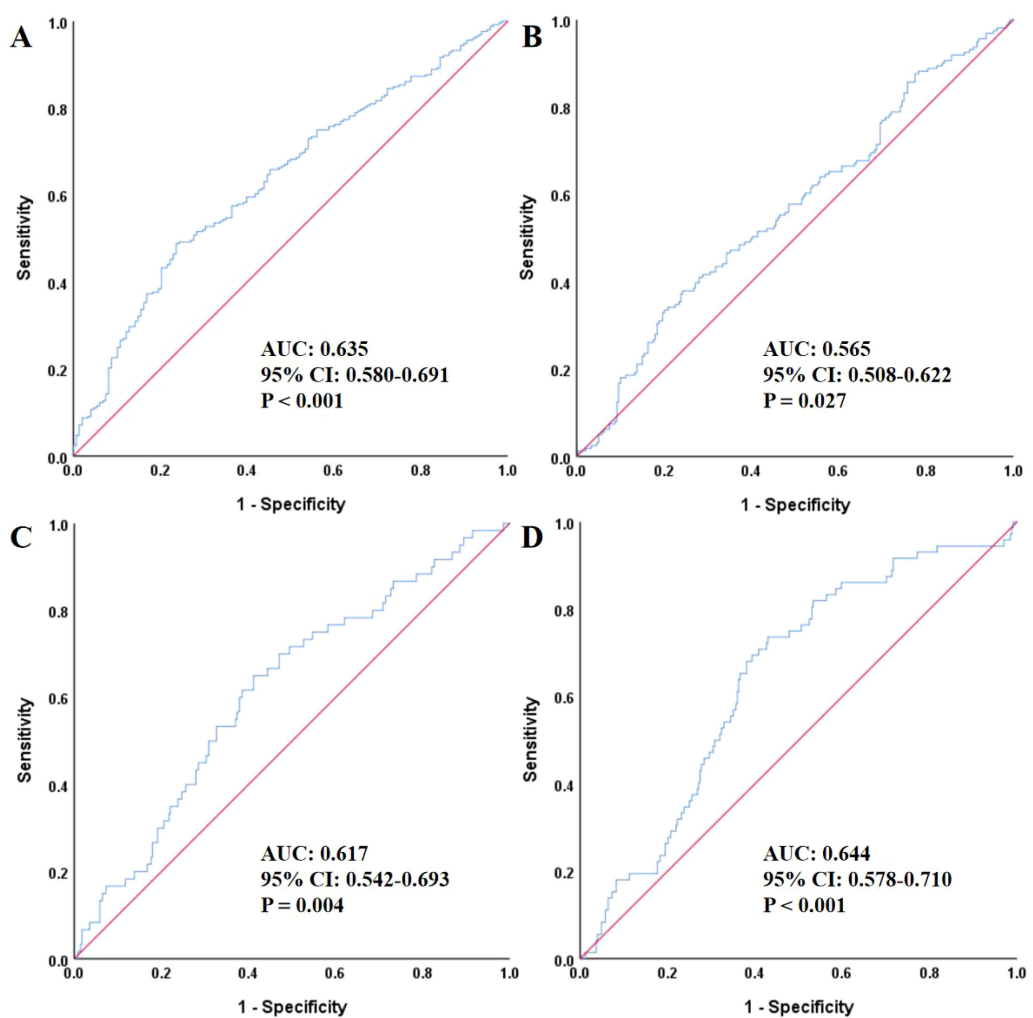 A
1.0
0.8
0.6
0.4
0.2
0.0
Sensitivity
AUC: 0.635
95% CI: 0.580-0.691
P < 0.001
0.0 0.2 0.4 0.6 0.8 1.0
1 - Specificity
B
1.0
0.8
0.6
0.4
0.2
0.0
Sensitivity
AUC: 0.565
95% CI: 0.508-0.622
P = 0.027
0.0 0.2 0.4 0.6 0.8 1.0
1 - Specificity
C
1.0
0.8
0.6
0.4
0.2
0.0
Sensitivity
AUC: 0.617
95% CI: 0.542-0.693
P = 0.004
0.0 0.2 0.4 0.6 0.8 1.0
1 - Specificity
D
1.0
0.8
0.6
0.4
0.2
0.0
Sensitivity
AUC: 0.644
95% CI: 0.578-0.710
P < 0.001
0.0 0.2 0.4 0.6 0.8 1.0
1 - Specificity